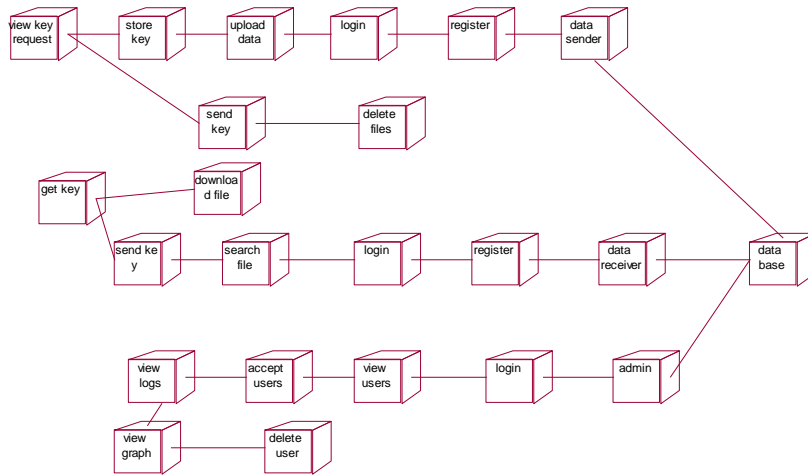 view key
request
store
key
upload
data
login
register
data
sender
send
key
delete
files
get key
downloa
d file
send ke
y
search
file
login
register
data
receiver
data
base
view
logs
accept
users
view
users
login
admin
view
graph
delete
user